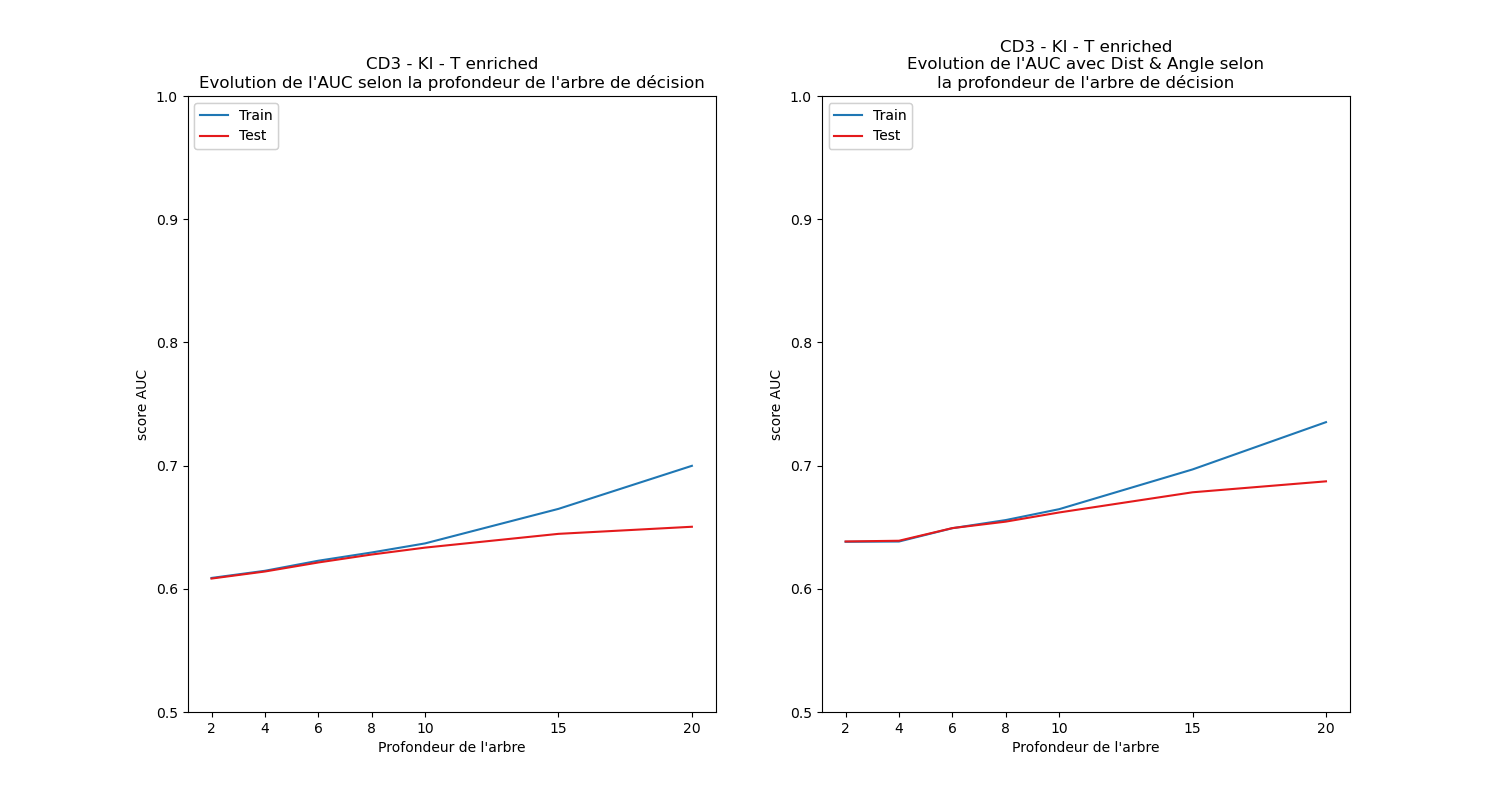 CD3 - KI - T enriched
Evolution de l'AUC selon la profondeur de l'arbre de décision
1.0
0.9
0.8
0.7
0.6
0.5
score AUC
Train
Test
2 4 6 8 10 15 20
Profondeur de l'arbre
CD3 - KI - T enriched
Evolution de l'AUC avec Dist & Angle selon
la profondeur de l'arbre de décision
1.0
0.9
0.8
0.7
0.6
0.5
score AUC
Train
Test
2 4 6 8 10 15 20
Profondeur de l'arbre